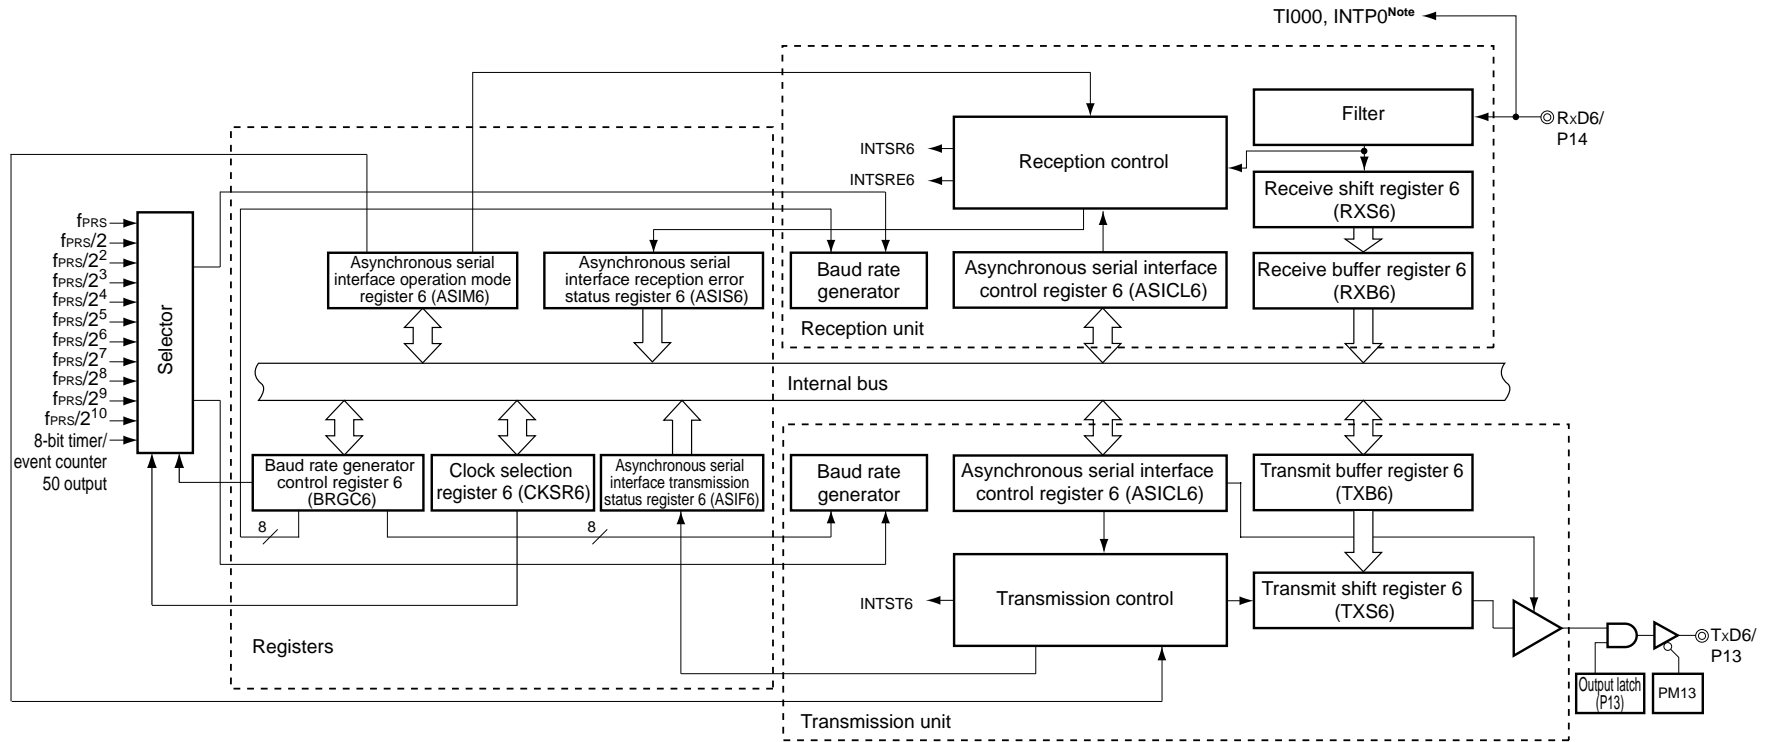 TI000, INTP0Note
Filter
RxD6/
P14
Reception control
INTSR6
INTSRE6
Receive shift register 6
(RXS6)
fPRS
fPRS/2
fPRS/2²
fPRS/2³
fPRS/2⁴
fPRS/2⁵
fPRS/2⁶
fPRS/2⁷
fPRS/2⁸
fPRS/2⁹
fPRS/2¹⁰
8-bit timer/
event counter
50 output
Selector
Asynchronous serial
interface operation mode
register 6 (ASIM6)
Asynchronous serial
interface reception error
status register 6 (ASIS6)
Baud rate
generator
Asynchronous serial interface
control register 6 (ASICL6)
Receive buffer register 6
(RXB6)
Reception unit
Internal bus
Baud rate generator
control register 6
(BRGC6)
Clock selection
register 6 (CKSR6)
Asynchronous serial
interface transmission
status register 6 (ASIF6)
Baud rate
generator
Asynchronous serial interface
control register 6 (ASICL6)
Transmit buffer register 6
(TXB6)
8
8
INTST6
Transmission control
Transmit shift register 6
(TXS6)
Registers
TxD6/
P13
Output latch
(P13)
PM13
Transmission unit